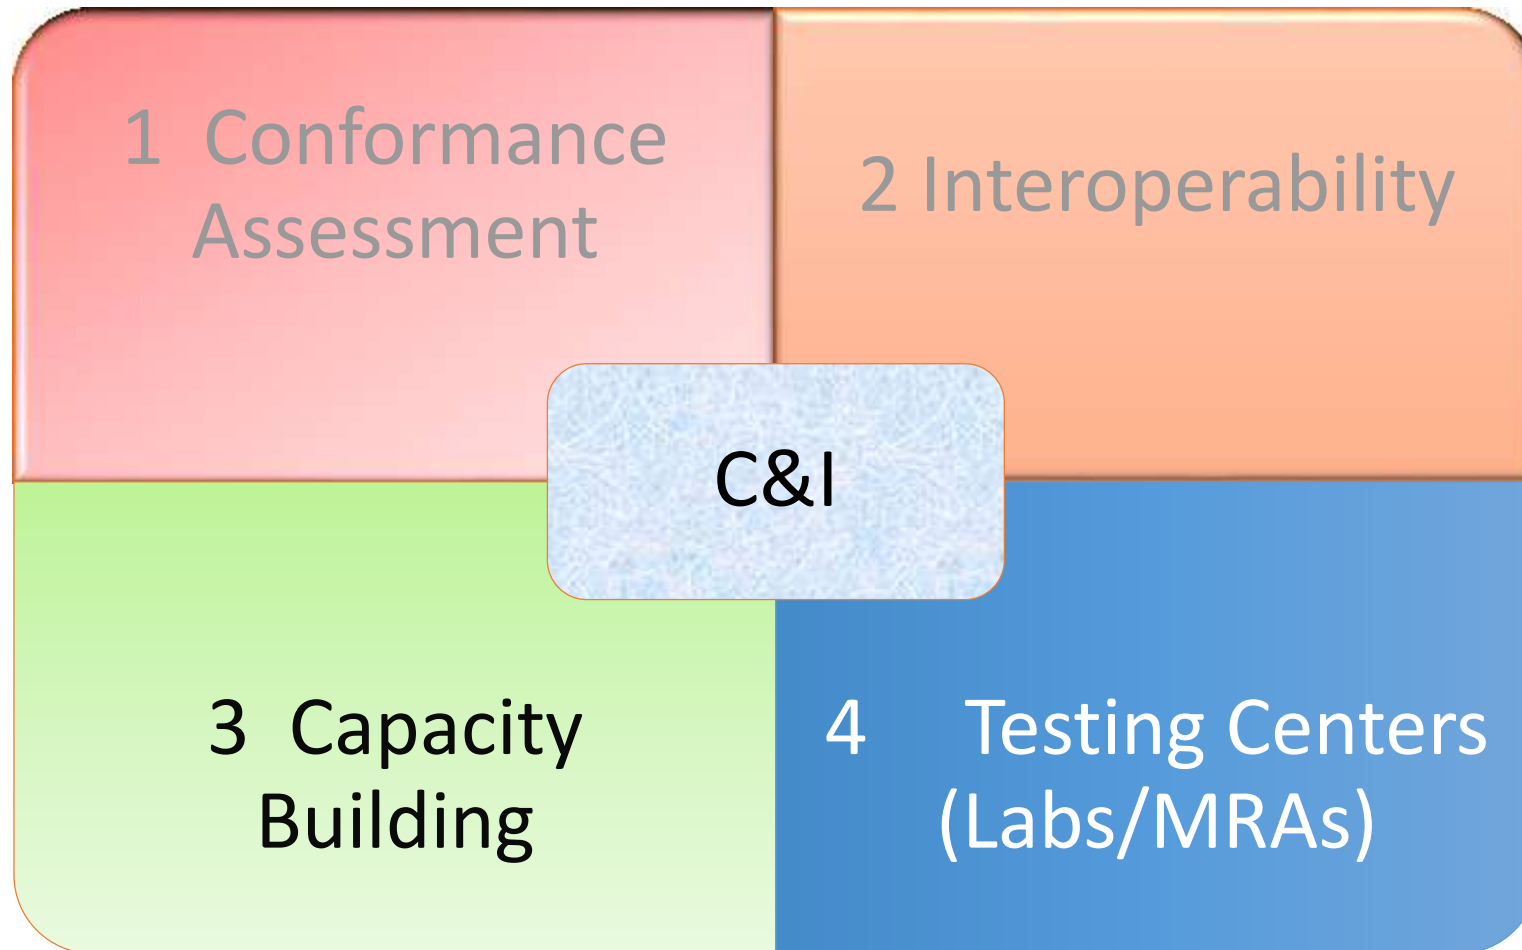 1 Conformance
Assessment
2 Interoperability
C&I
3 Capacity
Building
4 Testing Centers
(Labs/MRAs)